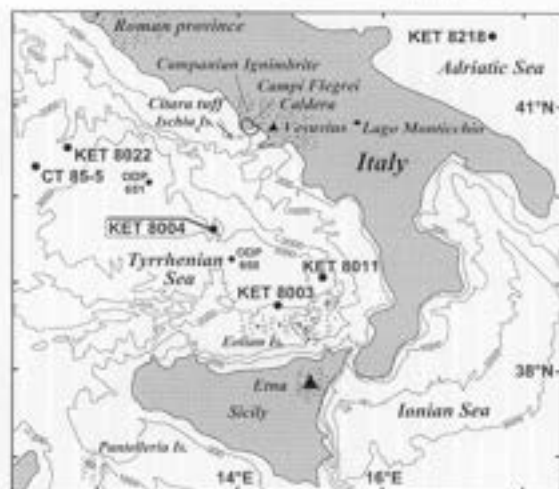 Roman province
KET 8218
Adriatic Sea
Campanian Ignimbrite
Campi Flegrei
Caldera
41°N
Citara tuff
Ischia Is.
Vesuvius
Lago Monticchio
KET 8022
Italy
CT 85-5
ODP
651
KET 8004
Tyrrhenian
Sea
ODP
650
KET 8011
KET 8003
Eolian Is.
38°N
Etna
Sicily
Ionian Sea
Pantelleria Is.
14°E
16°E